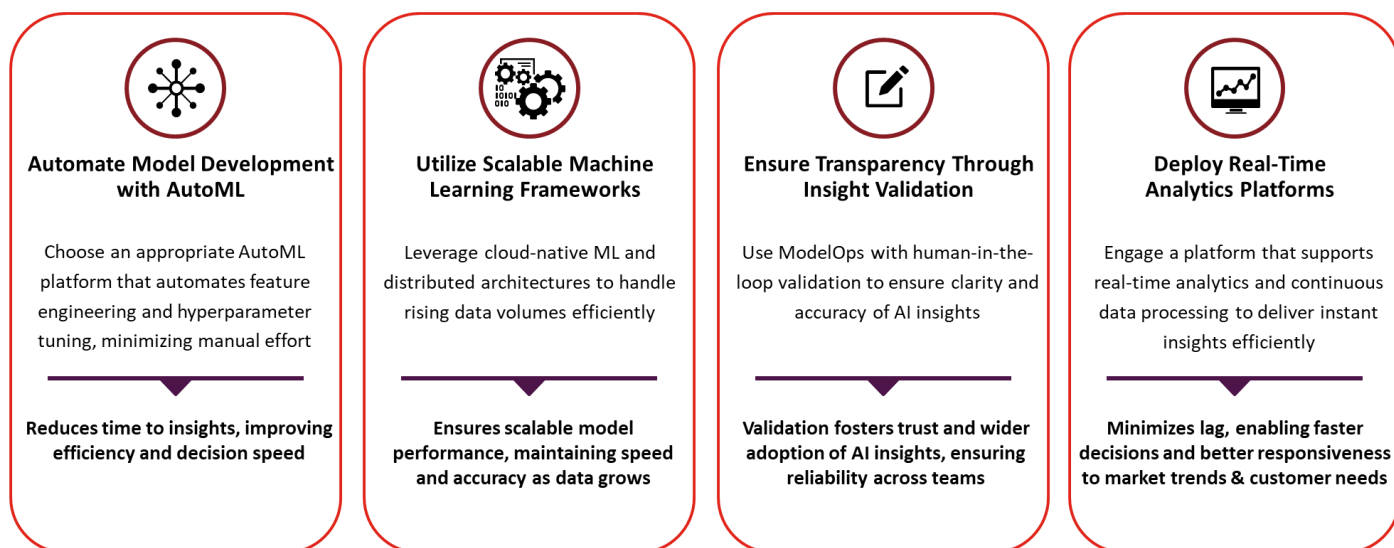 Automate Model Development
with AutoML
Choose an appropriate AutoML
platform that automates feature
engineering and hyperparameter
tuning, minimizing manual effort
Reduces time to insights, improving
efficiency and decision speed
10
01010
010
Utilize Scalable Machine
Learning Frameworks
Leverage cloud-native ML and
distributed architectures to handle
rising data volumes efficiently
Ensures scalable model
performance, maintaining speed
and accuracy as data grows
Ensure Transparency Through
Insight Validation
Use ModelOps with human-in-the-
loop validation to ensure clarity and
accuracy of AI insights
Validation fosters trust and wider
adoption of AI insights, ensuring
reliability across teams
Deploy Real-Time
Analytics Platforms
Engage a platform that supports
real-time analytics and continuous
data processing to deliver instant
insights efficiently
Minimizes lag, enabling faster
decisions and better responsiveness
to market trends & customer needs